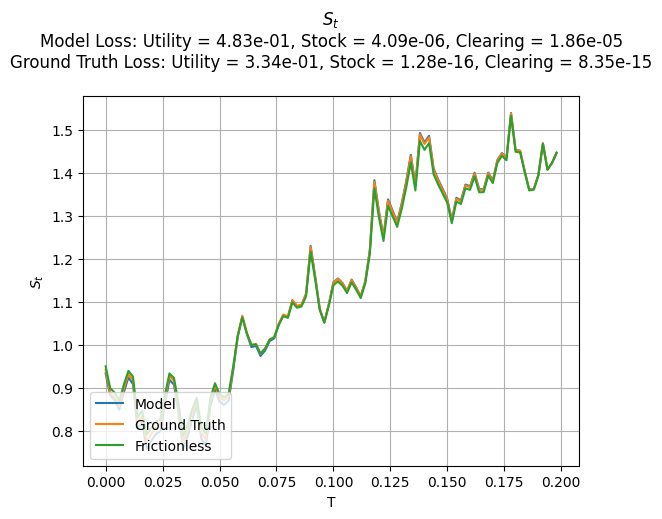 S_t
Model Loss: Utility = 4.83e-01, Stock = 4.09e-06, Clearing = 1.86e-05
Ground Truth Loss: Utility = 3.34e-01, Stock = 1.28e-16, Clearing = 8.35e-15
1.5
1.4
1.3
1.2
1.1
1.0
0.9
0.8
S_t
Model
Ground Truth
Frictionless
0.000 0.025 0.050 0.075 0.100 0.125 0.150 0.175 0.200
T